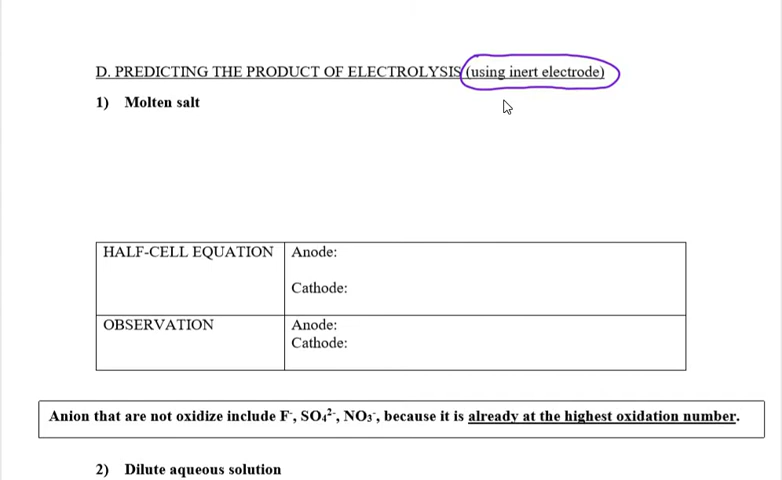 D. PREDICTING THE PRODUCT OF ELECTROLYSIS (using inert electrode)
1) Molten salt
HALF-CELL EQUATION Anode:
Cathode:
OBSERVATION Anode:
Cathode:
Anion that are not oxidize include F⁻, SO₄²⁻, NO₃⁻, because it is already at the highest oxidation number.
2) Dilute aqueous solution